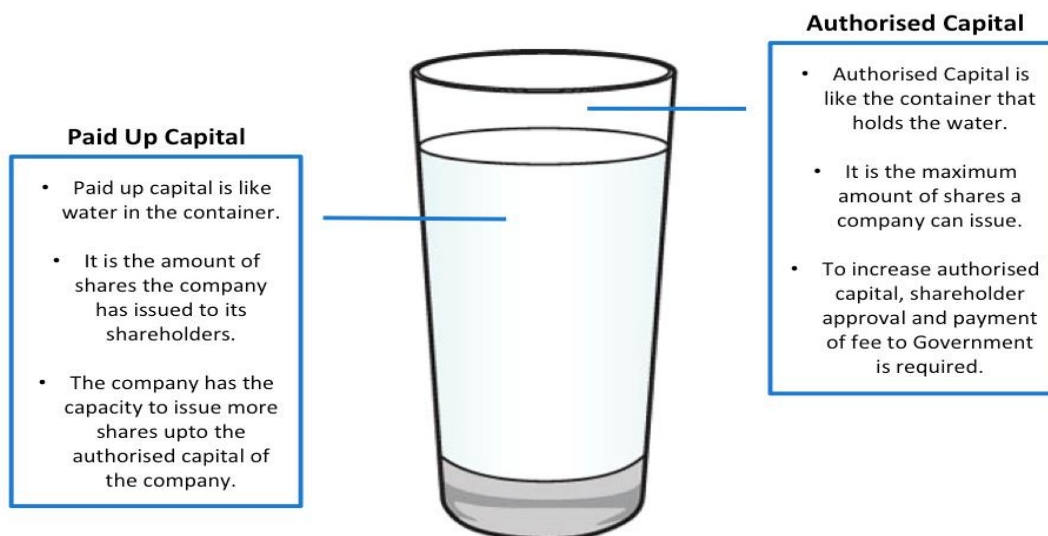 Paid Up Capital
• Paid up capital is like
water in the container.
• It is the amount of
shares the company
has issued to its
shareholders.
• The company has the
capacity to issue more
shares upto the
authorised capital of
the company.
Authorised Capital
• Authorised Capital is
like the container that
holds the water.
• It is the maximum
amount of shares a
company can issue.
• To increase authorised
capital, shareholder
approval and payment
of fee to Government
is required.